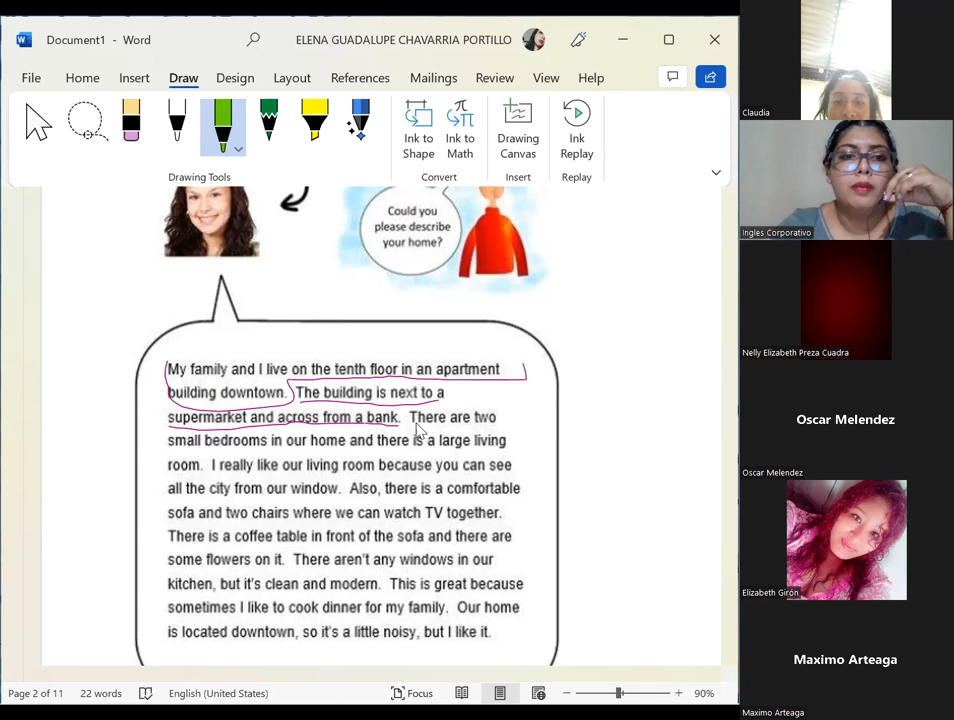 Document1 - Word
ELENA GUADALUPE CHAVARRIA PORTILLO
File Home Insert Draw Design Layout References Mailings Review View Help
Ink to Shape
Ink to Math
Drawing Canvas
Ink Replay
Drawing Tools
Convert
Insert
Replay
Could you
please describe
your home?
My family and I live on the tenth floor in an apartment
building downtown. The building is next to a
supermarket and across from a bank. There are two
small bedrooms in our home and there is a large living
room. I really like our living room because you can see
all the city from our window. Also, there is a comfortable
sofa and two chairs where we can watch TV together.
There is a coffee table in front of the sofa and there are
some flowers on it. There aren't any windows in our
kitchen, but it's clean and modern. This is great because
sometimes I like to cook dinner for my family. Our home
is located downtown, so it's a little noisy, but I like it.
Page 2 of 11 22 words English (United States) Focus 90%
Claudia
Ingles Corporativo
Nelly Elizabeth Preza Cuadra
Oscar Melendez
Oscar Melendez
Elizabeth Girón
Maximo Arteaga
Maximo Arteaga